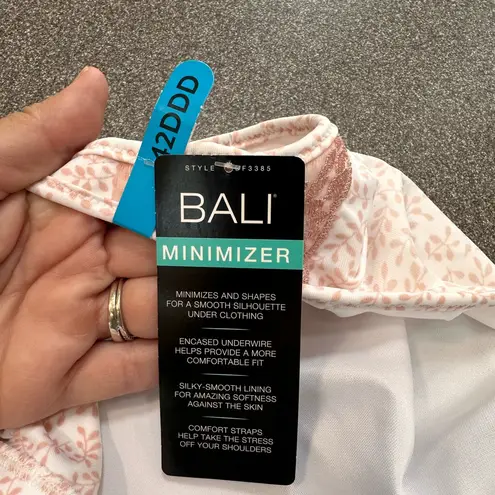 42DDD
STYLE DF3385
BALI®
MINIMIZER
MINIMIZES AND SHAPES
FOR A SMOOTH SILHOUETTE
UNDER CLOTHING
ENCASED UNDERWIRE
HELPS PROVIDE A MORE
COMFORTABLE FIT
SILKY-SMOOTH LINING
FOR AMAZING SOFTNESS
AGAINST THE SKIN
COMFORT STRAPS
HELP TAKE THE STRESS
OFF YOUR SHOULDERS